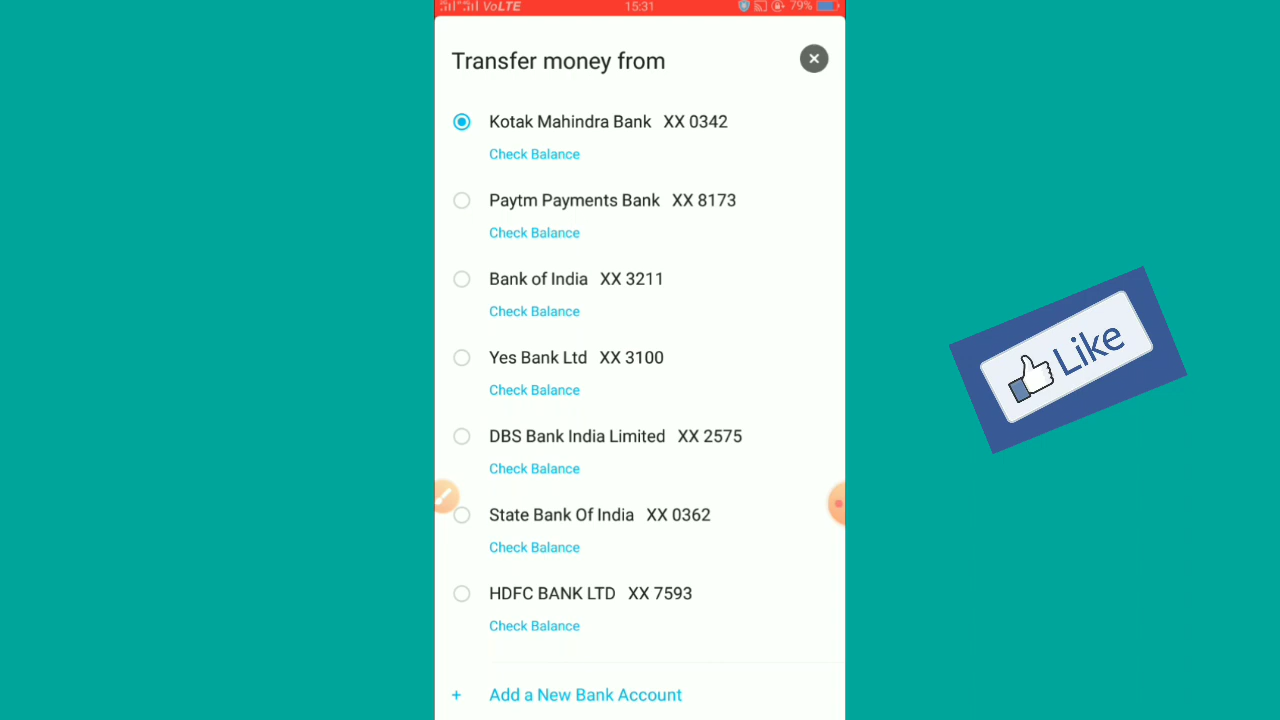 VoLTE 15:31 79%
Transfer money from
Kotak Mahindra Bank XX 0342
Check Balance
Paytm Payments Bank XX 8173
Check Balance
Bank of India XX 3211
Check Balance
Yes Bank Ltd XX 3100
Check Balance
DBS Bank India Limited XX 2575
Check Balance
State Bank Of India XX 0362
Check Balance
HDFC BANK LTD XX 7593
Check Balance
+ Add a New Bank Account
Like